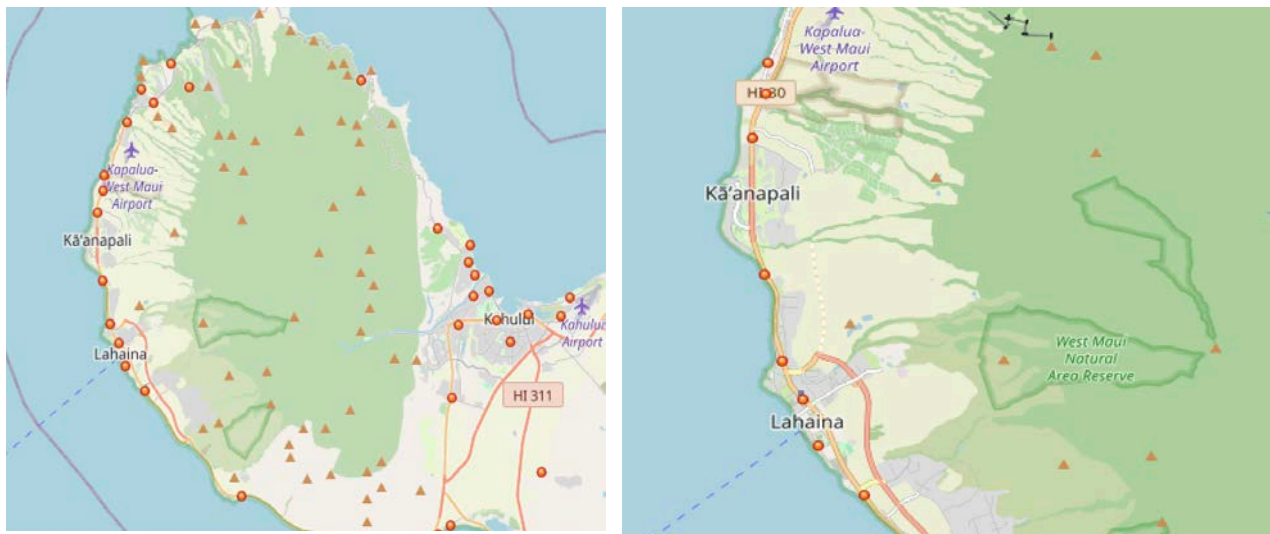 Kapalua-
West Maui
Airport
Kāʻanapali
Lahaina
Kahului
Kahului
Airport
HI 311
Kapalua-
West Maui
Airport
HI 30
Kāʻanapali
West Maui
Natural
Area Reserve
Lahaina